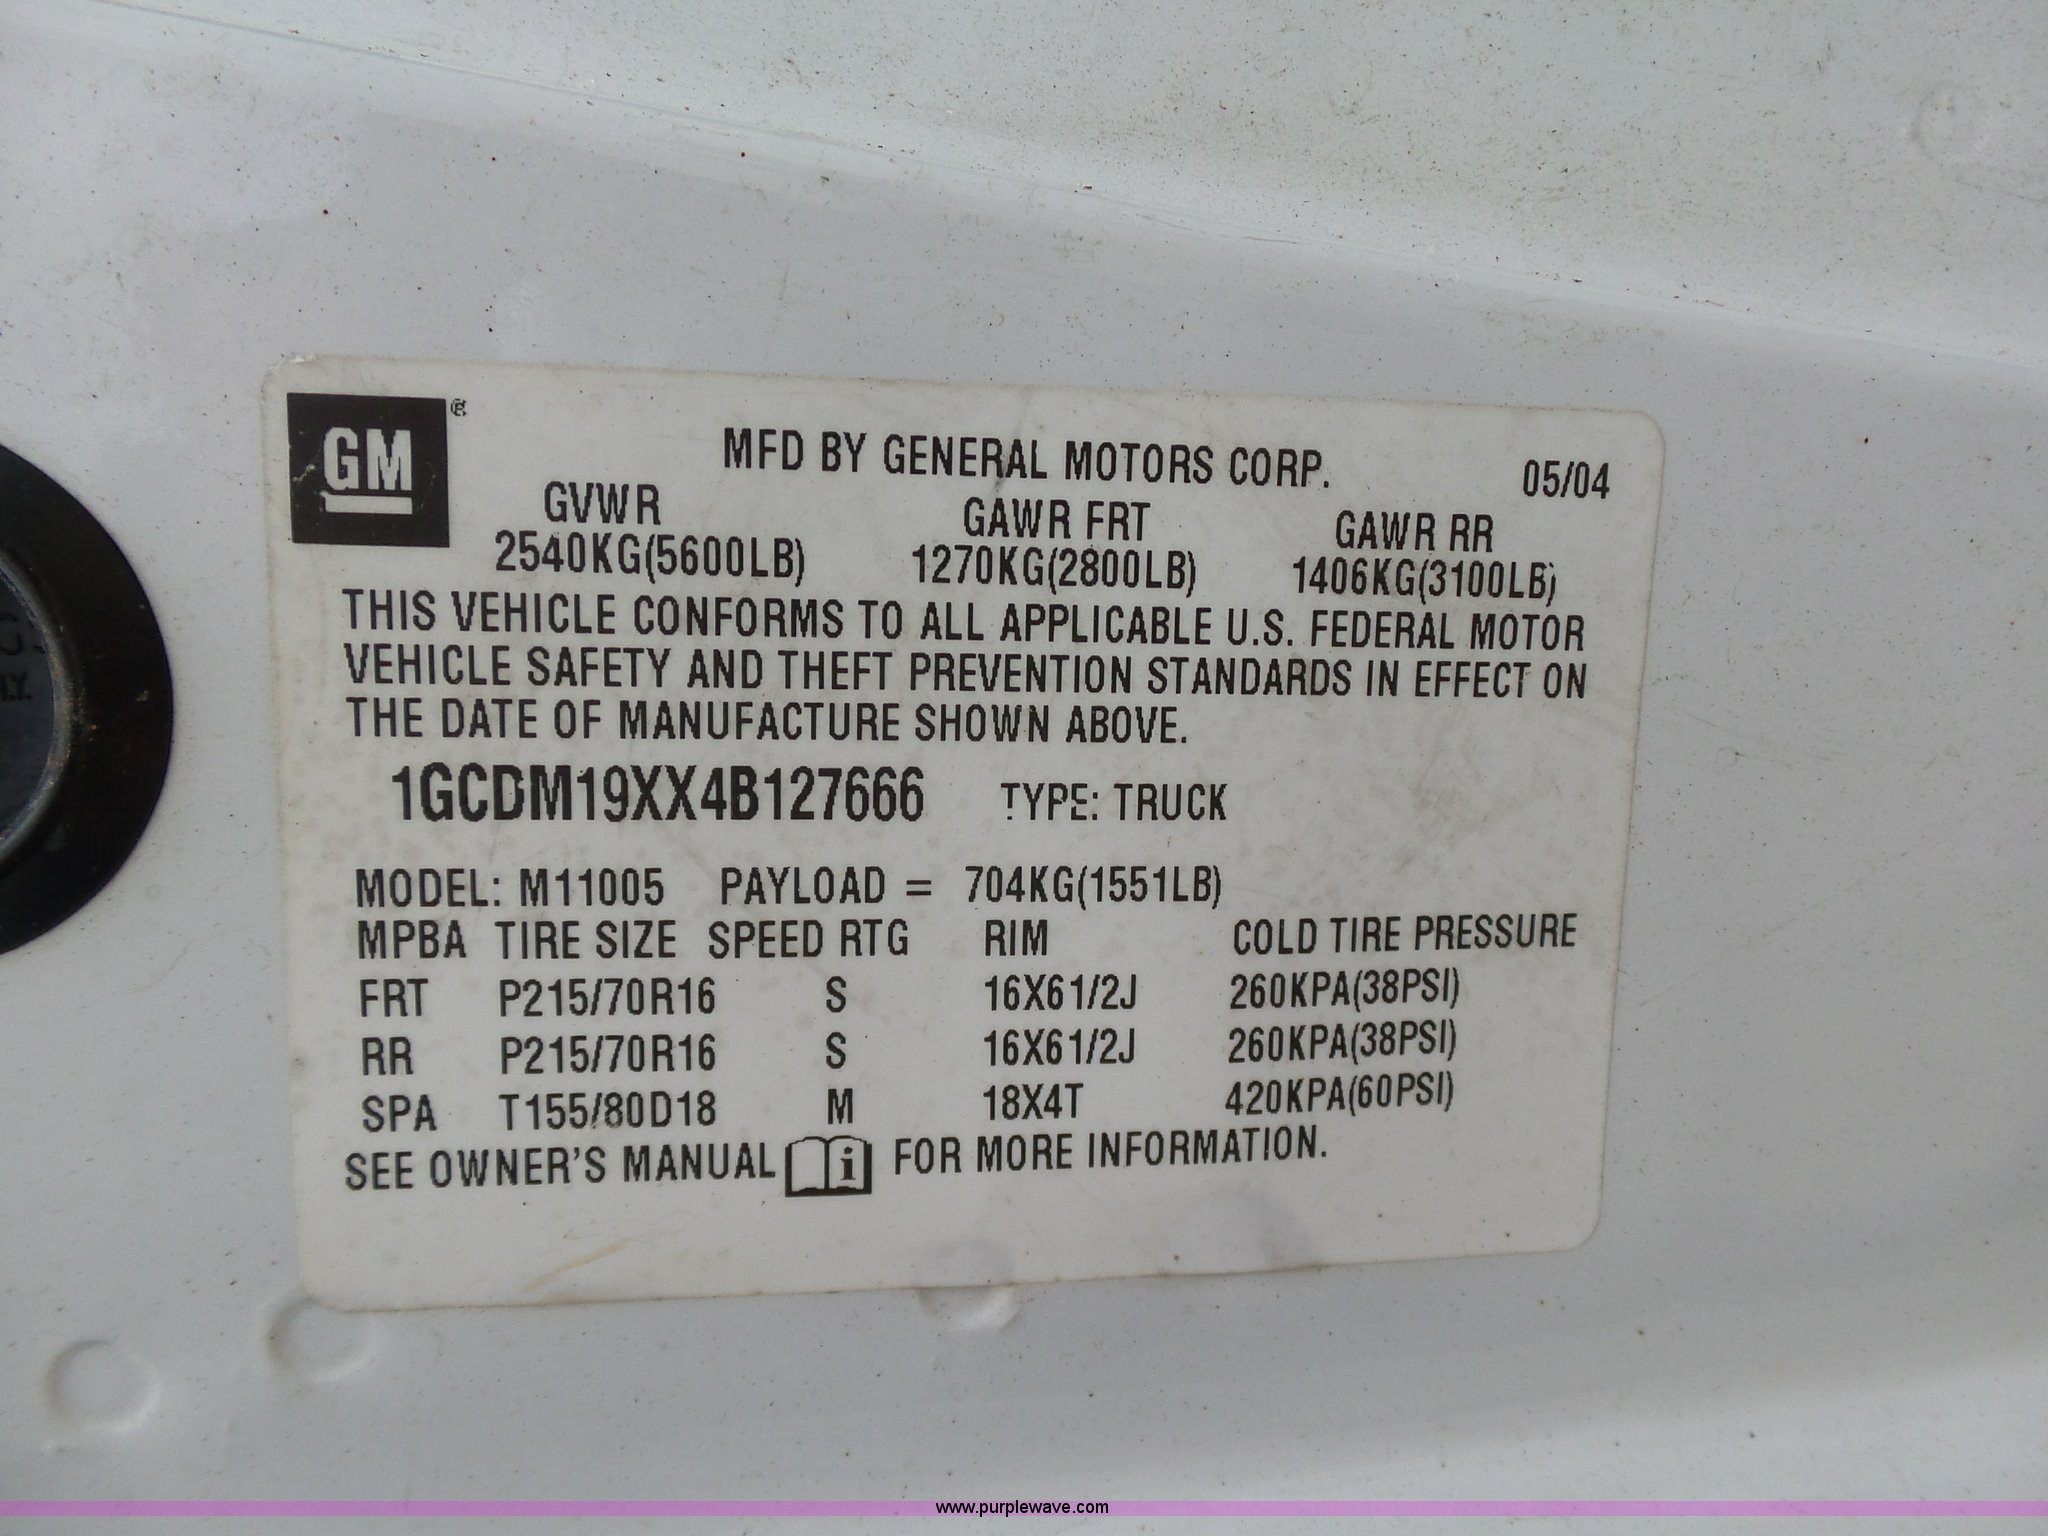 GM ®
MFD BY GENERAL MOTORS CORP. 05/04
GVWR GAWR FRT GAWR RR
2540KG(5600LB) 1270KG(2800LB) 1406KG(3100LB)
THIS VEHICLE CONFORMS TO ALL APPLICABLE U.S. FEDERAL MOTOR
VEHICLE SAFETY AND THEFT PREVENTION STANDARDS IN EFFECT ON
THE DATE OF MANUFACTURE SHOWN ABOVE.
1GCDM19XX4B127666 TYPE: TRUCK
MODEL: M11005 PAYLOAD = 704KG(1551LB)
MPBA TIRE SIZE SPEED RTG RIM COLD TIRE PRESSURE
FRT P215/70R16 S 16X61/2J 260KPA(38PSI)
RR P215/70R16 S 16X61/2J 260KPA(38PSI)
SPA T155/80D18 M 18X4T 420KPA(60PSI)
SEE OWNER'S MANUAL i FOR MORE INFORMATION.
www.purplewave.com